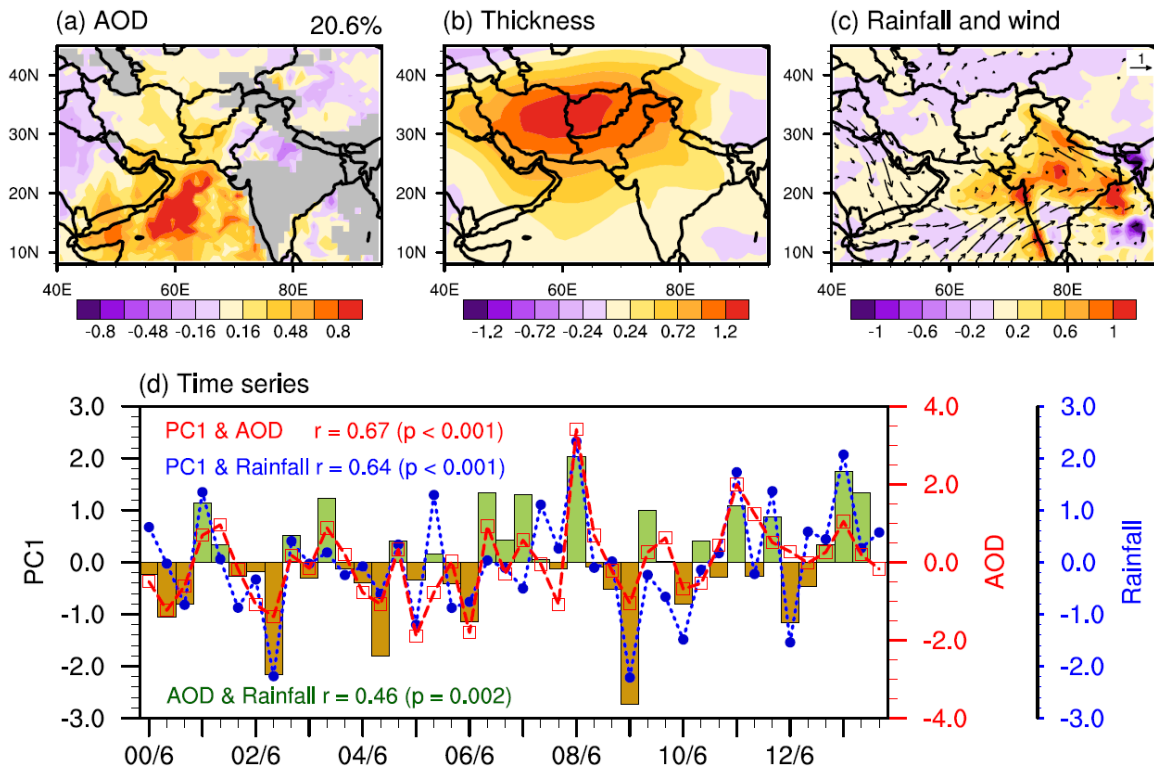 (a) AOD 20.6%
(b) Thickness
(c) Rainfall and wind
40N 40N 40N
30N 30N 30N
20N 20N 20N
10N 10N 10N
1
40E 60E 80E 40E 60E 80E 40E 60E 80E
-0.8 -0.48 -0.16 0.16 0.48 0.8
-1.2 -0.72 -0.24 0.24 0.72 1.2
-1 -0.6 -0.2 0.2 0.6 1
(d) Time series
PC1 & AOD r = 0.67 (p < 0.001)
PC1 & Rainfall r = 0.64 (p < 0.001)
AOD & Rainfall r = 0.46 (p = 0.002)
PC1
3.0
2.0
1.0
0.0
-1.0
-2.0
-3.0
AOD
4.0
2.0
0.0
-2.0
-4.0
Rainfall
3.0
2.0
1.0
0.0
-1.0
-2.0
-3.0
00/6 02/6 04/6 06/6 08/6 10/6 12/6